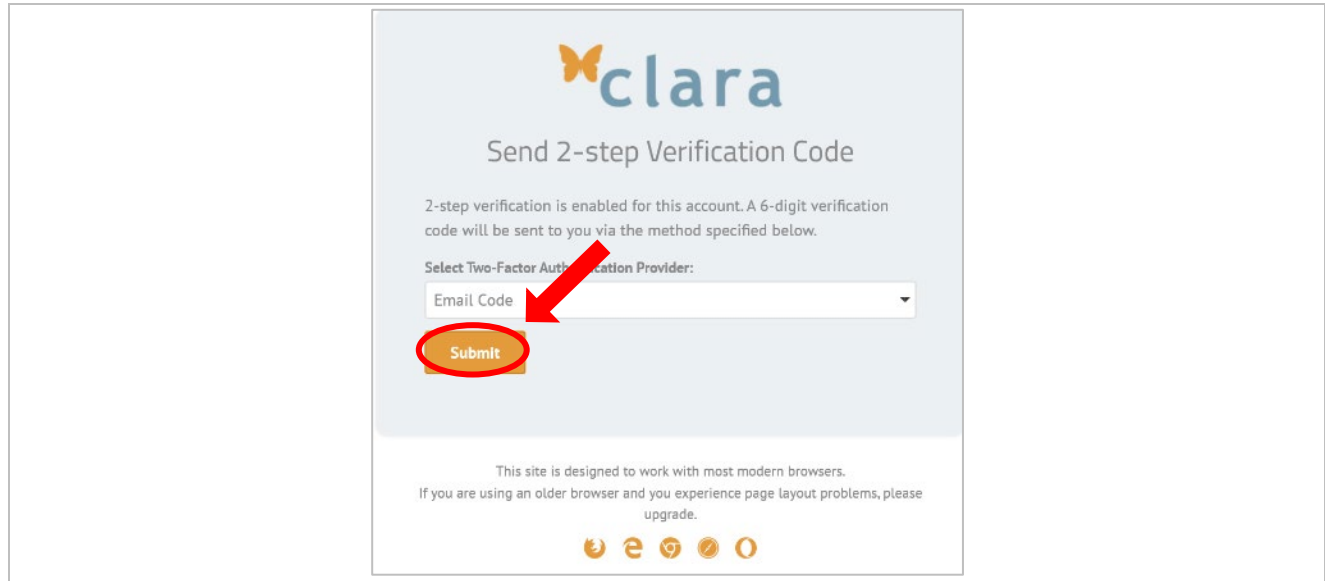 clara
Send 2-step Verification Code
2-step verification is enabled for this account. A 6-digit verification
code will be sent to you via the method specified below.
Select Two-Factor Authentication Provider:
Email Code
Submit
This site is designed to work with most modern browsers.
If you are using an older browser and you experience page layout problems, please
upgrade.